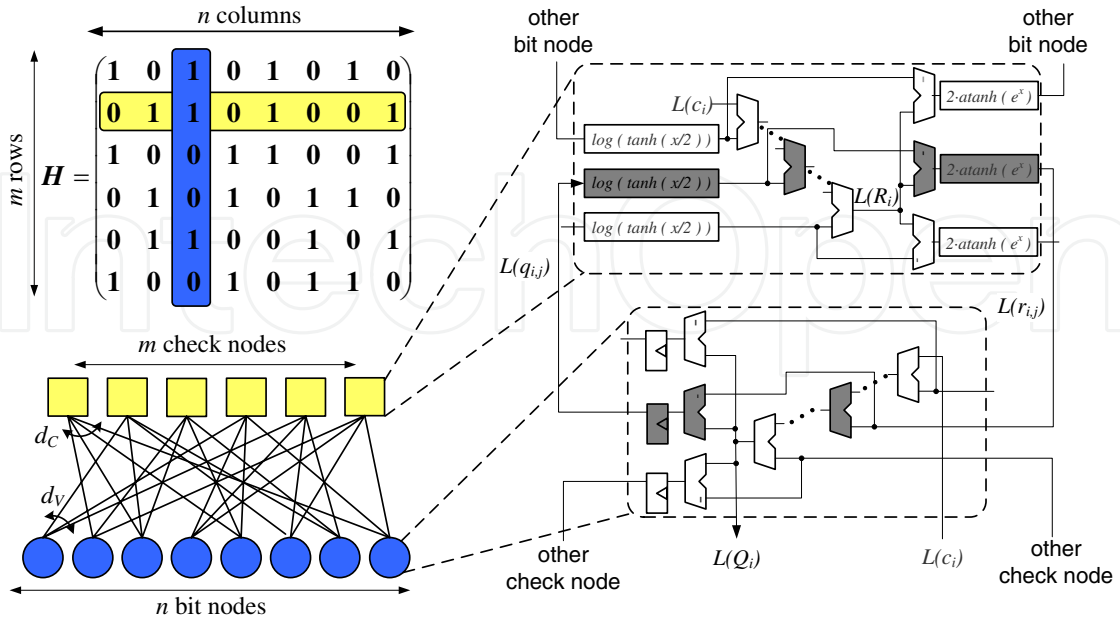 n columns
m rows
H =
1 0 1 0 1 0 1 0
0 1 1 0 1 0 0 1
1 0 0 1 1 0 0 1
0 1 0 1 0 1 1 0
0 1 1 0 0 1 0 1
1 0 0 1 0 1 1 0
m check nodes
d_C
d_V
n bit nodes
other
bit node
other
bit node
L(c_i)
log ( tanh ( x/2 ) )
log ( tanh ( x/2 ) )
log ( tanh ( x/2 ) )
L(R_i)
2·atanh ( e^x )
2·atanh ( e^x )
2·atanh ( e^x )
L(q_{i,j})
L(r_{i,j})
other
check node
L(Q_i)
L(c_i)
other
check node
IntechOpen